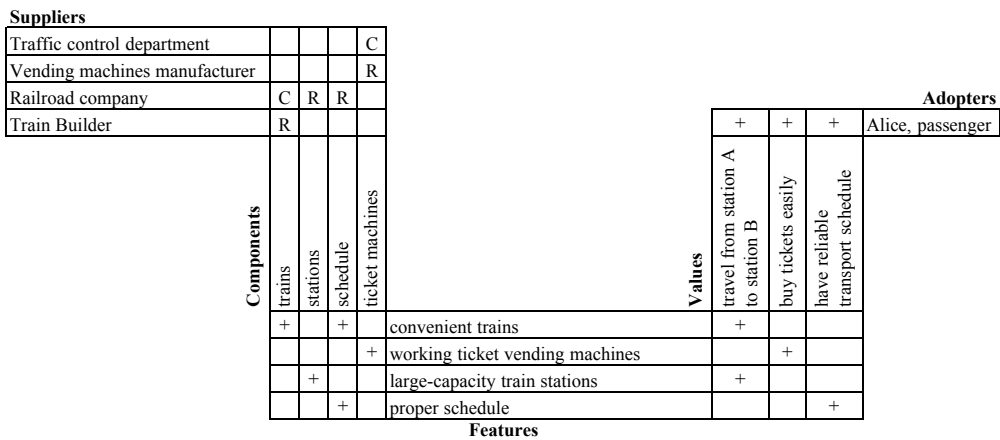 Suppliers
Traffic control department C
Vending machines manufacturer R
Railroad company C R R
Adopters
Train Builder R
+ + + Alice, passenger
Components
trains
stations
schedule
ticket machines
Values
travel from station A
to station B
buy tickets easily
have reliable
transport schedule
+ + convenient trains +
+ working ticket vending machines +
+ large-capacity train stations +
+ proper schedule +
Features